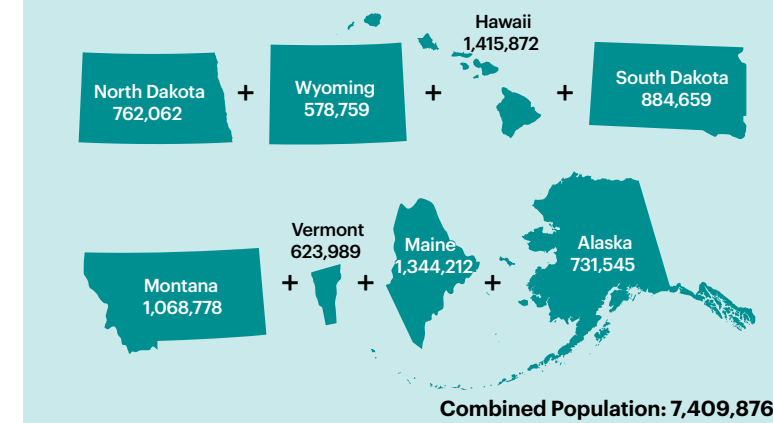 Hawaii
1,415,872
North Dakota
762,062
+
Wyoming
578,759
+
+
South Dakota
884,659
Montana
1,068,778
+
Vermont
623,989
+
Maine
1,344,212
+
Alaska
731,545
Combined Population: 7,409,876